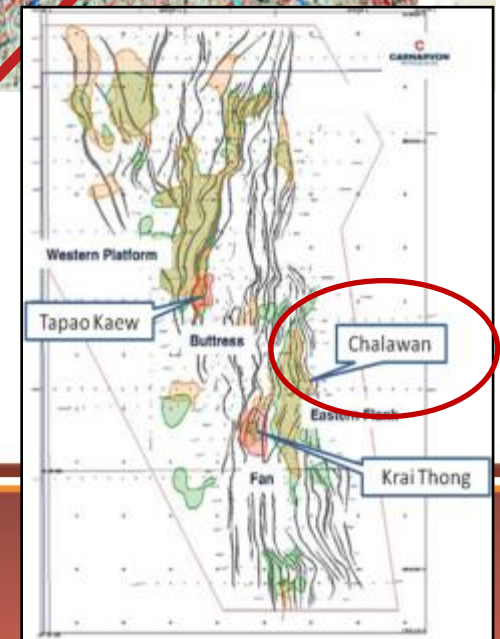 CARNARVON
Western Platform
Tapao Kaew
Buttress
Chalawan
Eastern Flank
Krai Thong
Fan